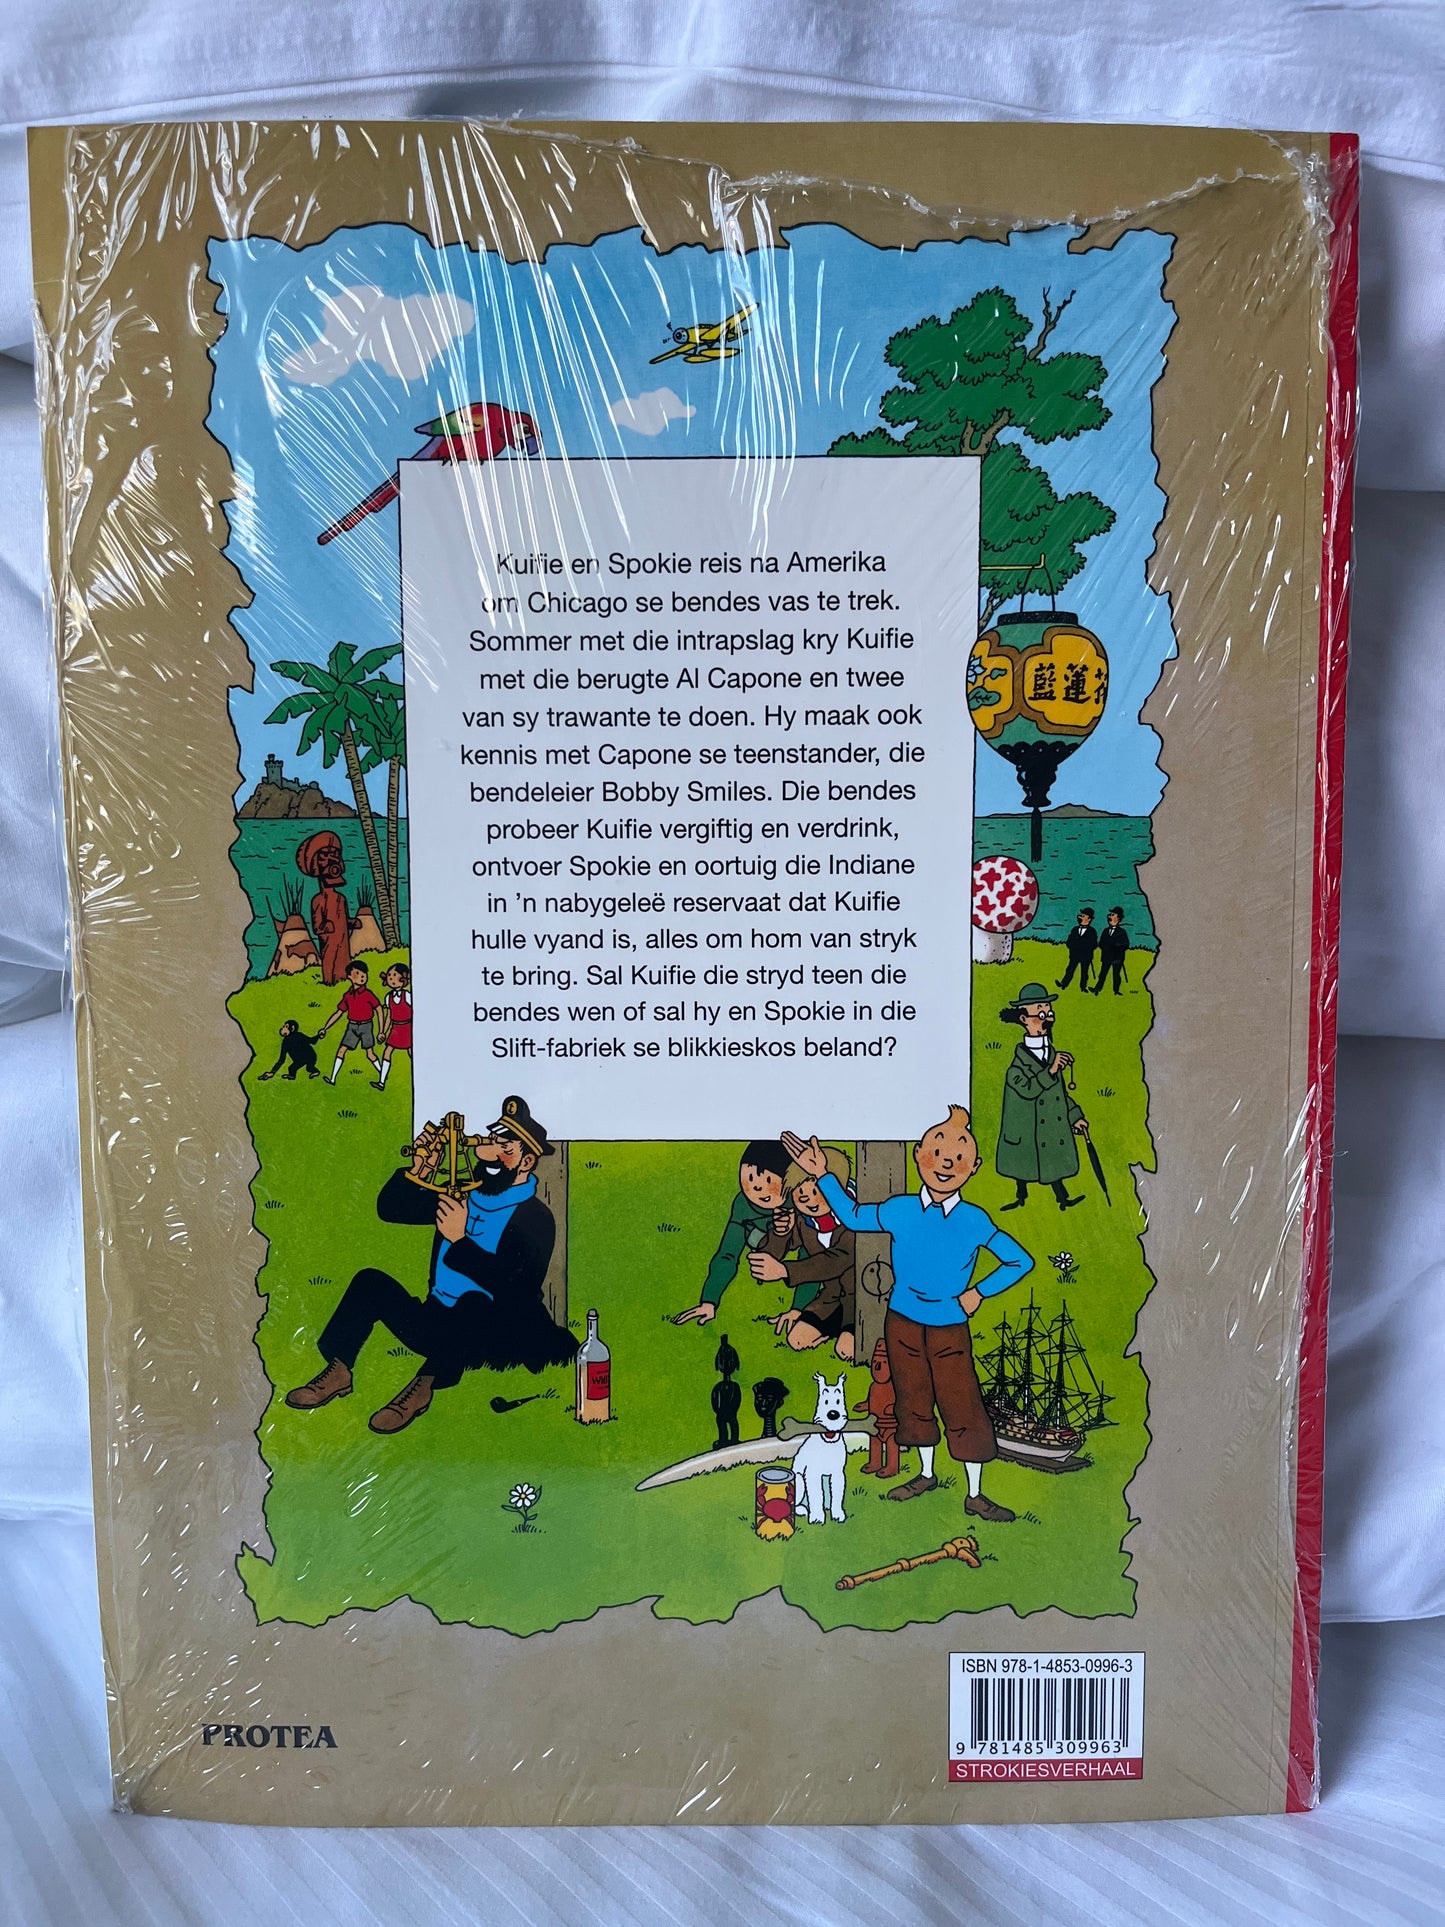 Kuifie en Spokie reis na Amerika
om Chicago se bendes vas te trek.
Sommer met die intrapslag kry Kuifie
met die berugte Al Capone en twee
van sy trawante te doen. Hy maak ook
kennis met Capone se teenstander, die
bendeleier Bobby Smiles. Die bendes
probeer Kuifie vergiftig en verdrink,
ontvoer Spokie en oortuig die Indiane
in ’n nabygeleë reservaat dat Kuifie
hulle vyand is, alles om hom van stryk
te bring. Sal Kuifie die stryd teen die
bendes wen of sal hy en Spokie in die
Slift-fabriek se blikkieskos beland?
藍蓮
PROTEA
ISBN 978-1-4853-0996-3
9 781485 309963
STROKIESVERHAAL